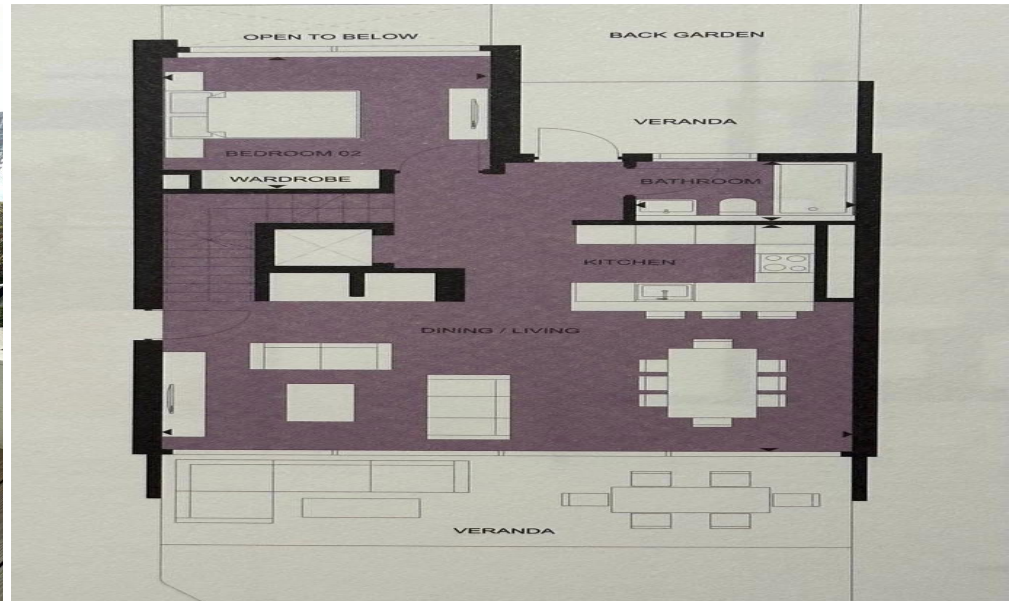 OPEN TO BELOW
BACK GARDEN
VERANDA
BEDROOM 02
WARDROBE
BATHROOM
KITCHEN
DINING / LIVING
VERANDA